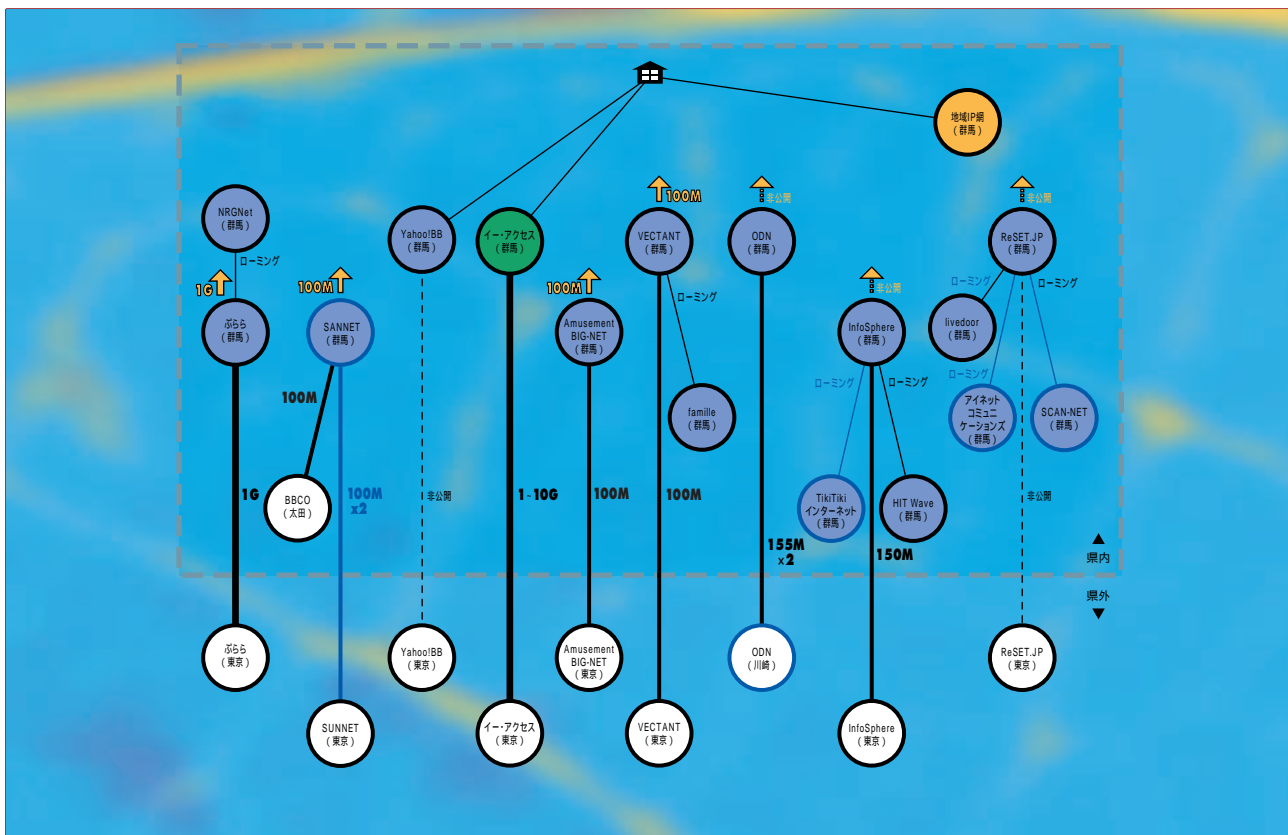 地域IP網
(群馬)
NRGNet
(群馬)
ローミング
1G
ぷらら
(群馬)
100M
SANNET
(群馬)
Yahoo!BB
(群馬)
イー・アクセス
(群馬)
100M
Amusement
BIG-NET
(群馬)
100M
VECTANT
(群馬)
ローミング
famille
(群馬)
非公開
ODN
(群馬)
非公開
InfoSphere
(群馬)
ローミング
ローミング
TikiTiki
インターネット
(群馬)
HIT Wave
(群馬)
非公開
ReSET.JP
(群馬)
ローミング
ローミング
livedoor
(群馬)
ローミング
アイネット
コミュニ
ケーションズ
(群馬)
SCAN-NET
(群馬)
100M
BBCO
(太田)
1G
100M
x2
非公開
1~10G
100M
100M
155M
x2
150M
非公開
▲
県内
県外
▼
ぷらら
(東京)
SUNNET
(東京)
Yahoo!BB
(東京)
イー・アクセス
(東京)
Amusement
BIG-NET
(東京)
VECTANT
(東京)
ODN
(川崎)
InfoSphere
(東京)
ReSET.JP
(東京)